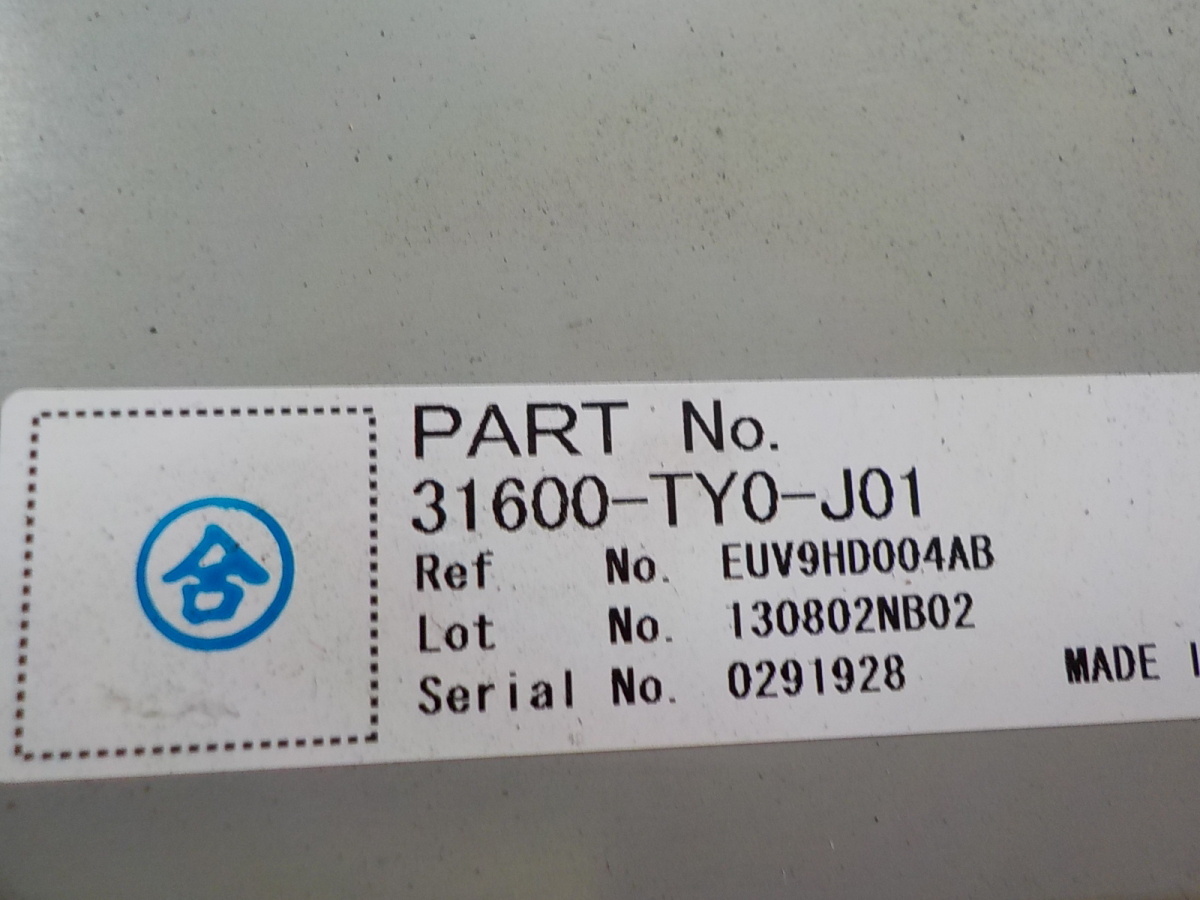 合
PART No.
31600-TY0-J01
Ref No. EUV9HD004AB
Lot No. 130802NB02
Serial No. 0291928 MADE I